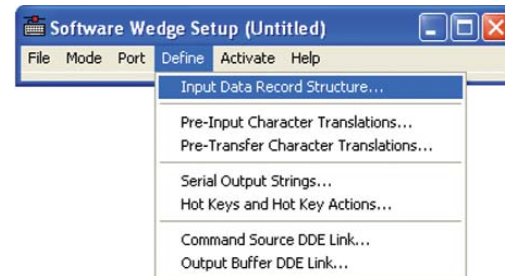 Software Wedge Setup (Untitled)
File Mode Port Define Activate Help
Input Data Record Structure...
Pre-Input Character Translations...
Pre-Transfer Character Translations...
Serial Output Strings...
Hot Keys and Hot Key Actions...
Command Source DDE Link...
Output Buffer DDE Link...